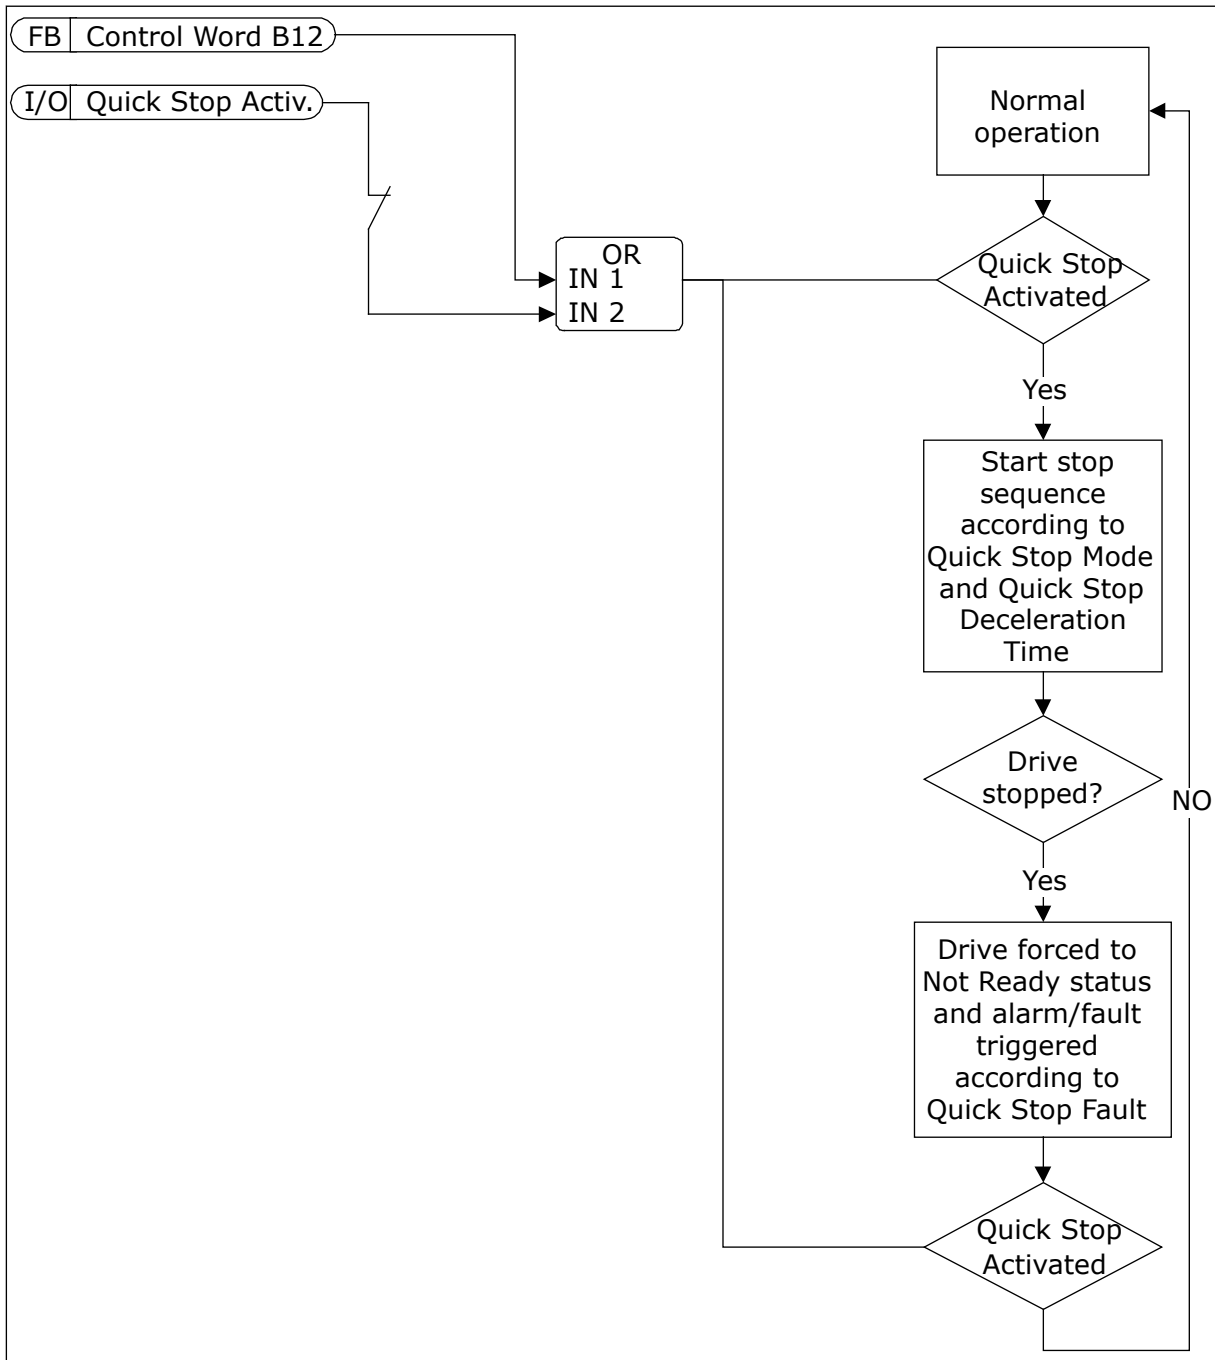 FB Control Word B12
I/O Quick Stop Activ.
OR
IN 1
IN 2
Normal
operation
Quick Stop
Activated
Yes
Start stop
sequence
according to
Quick Stop Mode
and Quick Stop
Deceleration
Time
Drive
stopped?
NO
Yes
Drive forced to
Not Ready status
and alarm/fault
triggered
according to
Quick Stop Fault
Quick Stop
Activated